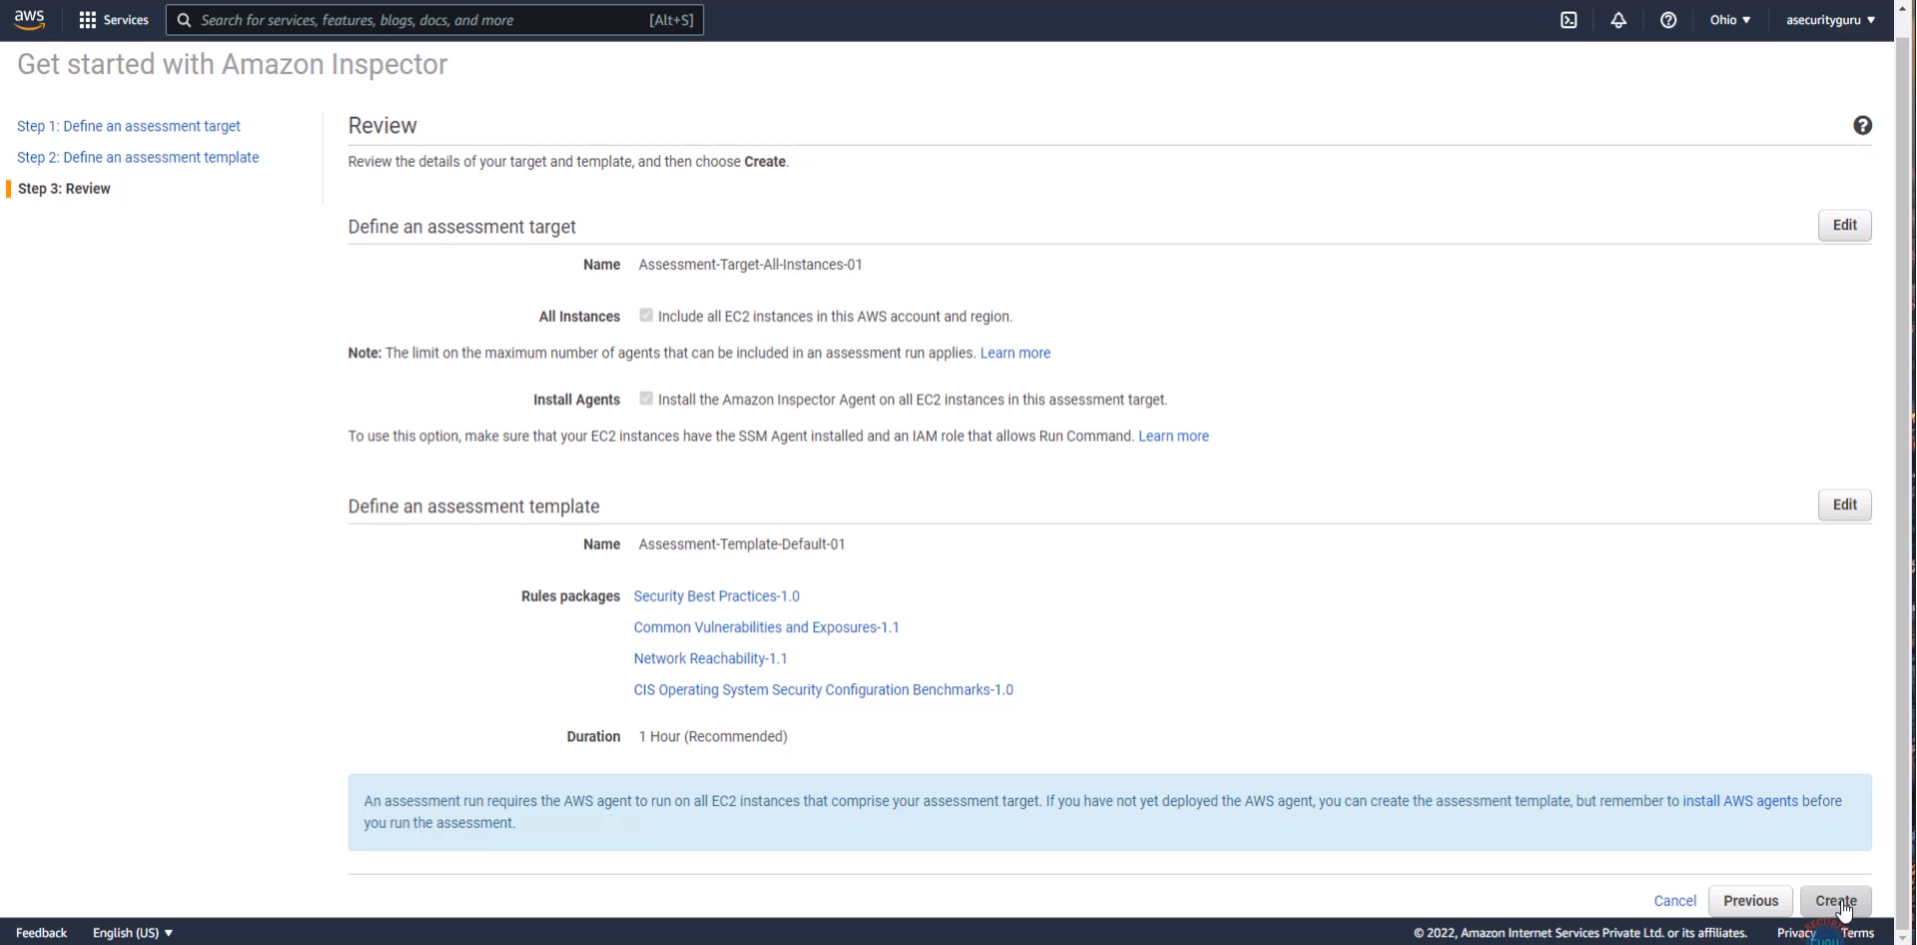 aws
Services
Search for services, features, blogs, docs, and more
[Alt+S]
Ohio ▼
asecurityguru ▼
Get started with Amazon Inspector
Step 1: Define an assessment target
Step 2: Define an assessment template
Step 3: Review
Review
Review the details of your target and template, and then choose Create.
Define an assessment target
Edit
Name Assessment-Target-All-Instances-01
All Instances Include all EC2 instances in this AWS account and region.
Note: The limit on the maximum number of agents that can be included in an assessment run applies. Learn more
Install Agents Install the Amazon Inspector Agent on all EC2 instances in this assessment target.
To use this option, make sure that your EC2 instances have the SSM Agent installed and an IAM role that allows Run Command. Learn more
Define an assessment template
Edit
Name Assessment-Template-Default-01
Rules packages Security Best Practices-1.0
Common Vulnerabilities and Exposures-1.1
Network Reachability-1.1
CIS Operating System Security Configuration Benchmarks-1.0
Duration 1 Hour (Recommended)
An assessment run requires the AWS agent to run on all EC2 instances that comprise your assessment target. If you have not yet deployed the AWS agent, you can create the assessment template, but remember to install AWS agents before
you run the assessment.
Cancel
Previous
Create
Feedback
English (US) ▼
© 2022, Amazon Internet Services Private Ltd. or its affiliates.
Privacy
Terms